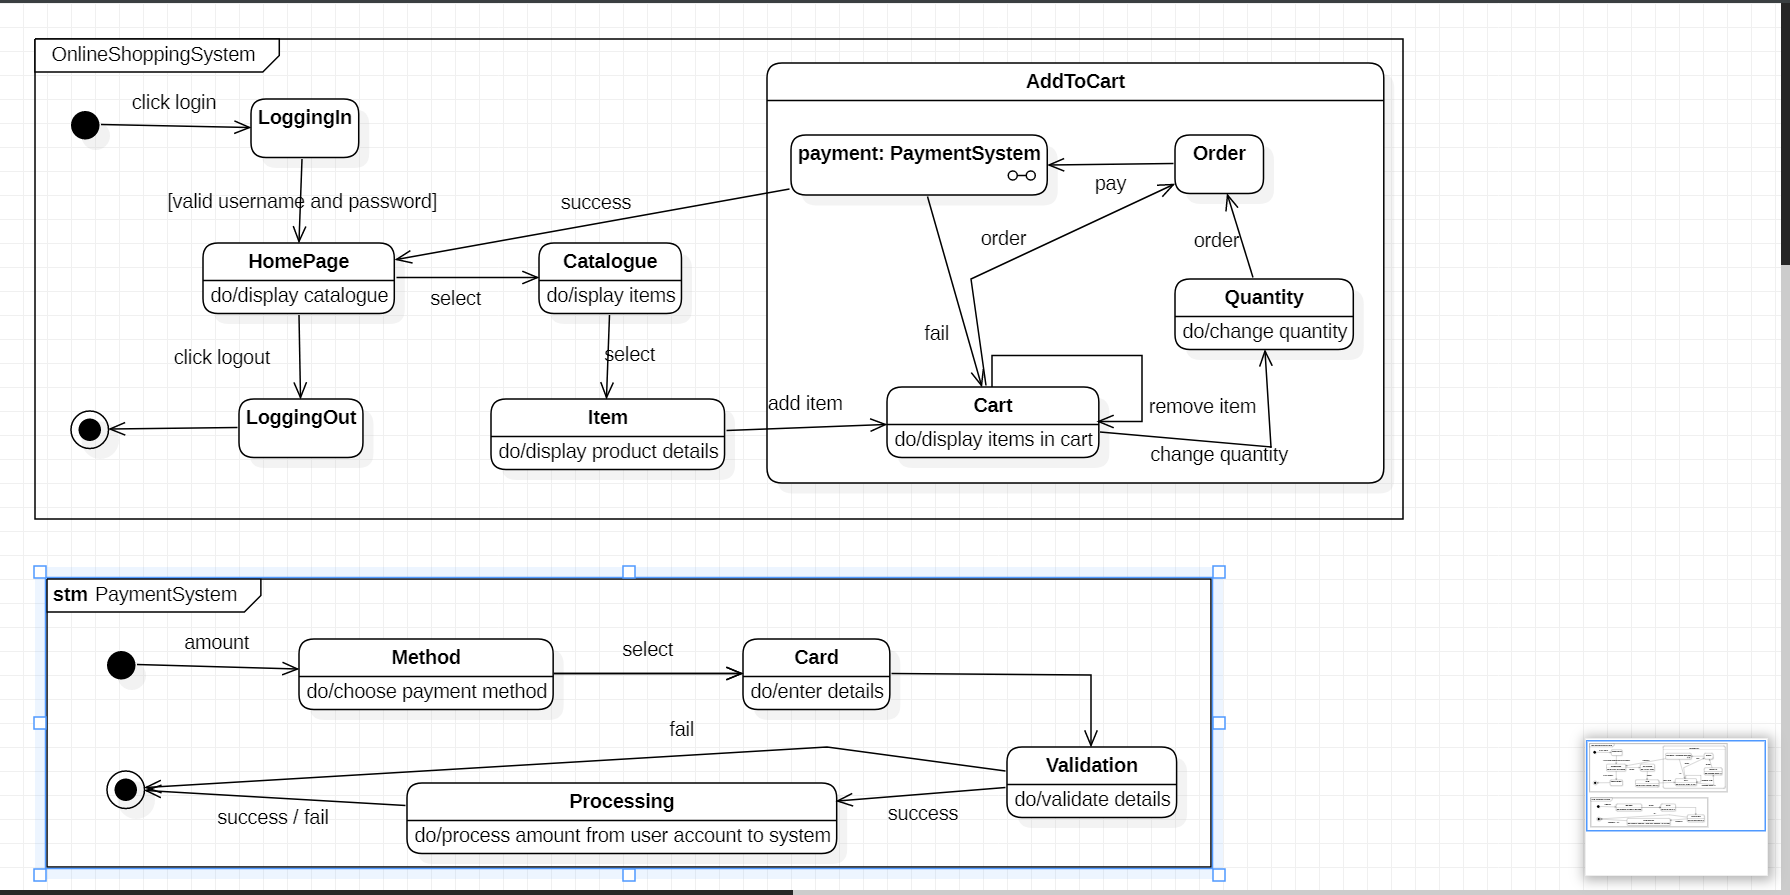 OnlineShoppingSystem
AddToCart
click login
LoggingIn
payment: PaymentSystem
Order
pay
[valid username and password]
success
order
order
HomePage
do/display catalogue
select
Catalogue
do/isplay items
Quantity
do/change quantity
fail
click logout
select
add item
Cart
do/display items in cart
remove item
change quantity
LoggingOut
Item
do/display product details
stm PaymentSystem
amount
Method
do/choose payment method
select
Card
do/enter details
fail
Validation
do/validate details
Processing
do/process amount from user account to system
success
success / fail